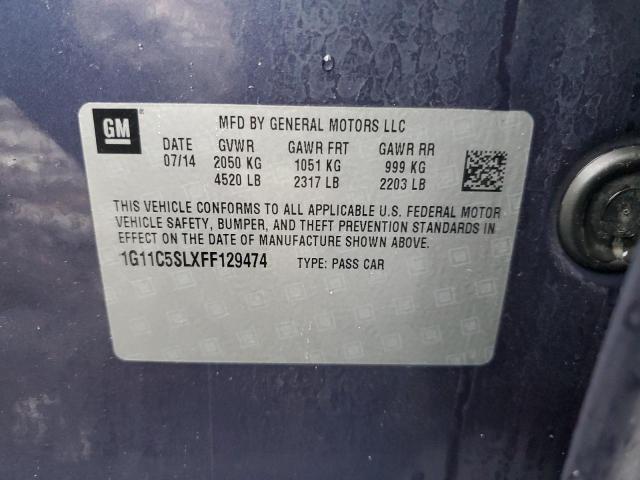 GM MFD BY GENERAL MOTORS LLC
DATE GVWR GAWR FRT GAWR RR
07/14 2050 KG 1051 KG 999 KG
4520 LB 2317 LB 2203 LB
THIS VEHICLE CONFORMS TO ALL APPLICABLE U.S. FEDERAL MOTOR
VEHICLE SAFETY, BUMPER, AND THEFT PREVENTION STANDARDS IN
EFFECT ON THE DATE OF MANUFACTURE SHOWN ABOVE.
1G11C5SLXFF129474 TYPE: PASS CAR